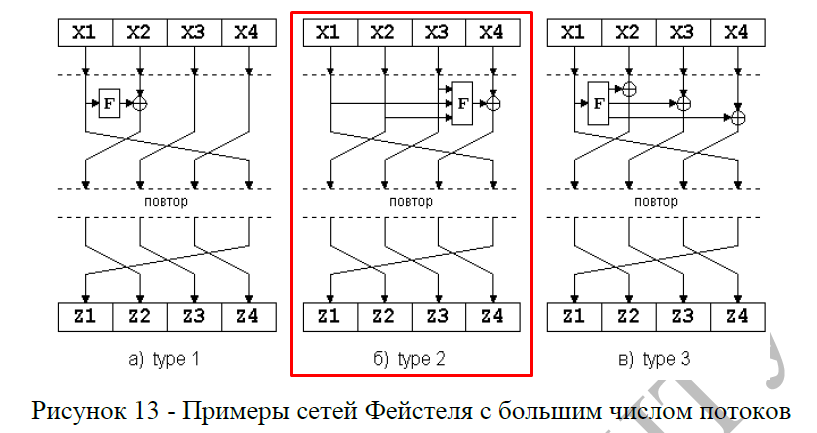 X1 X2 X3 X4
F
повтор
Z1 Z2 Z3 Z4
а) type 1
X1 X2 X3 X4
F
повтор
Z1 Z2 Z3 Z4
б) type 2
X1 X2 X3 X4
F
повтор
Z1 Z2 Z3 Z4
в) type 3
Рисунок 13 - Примеры сетей Фейстеля с большим числом потоков